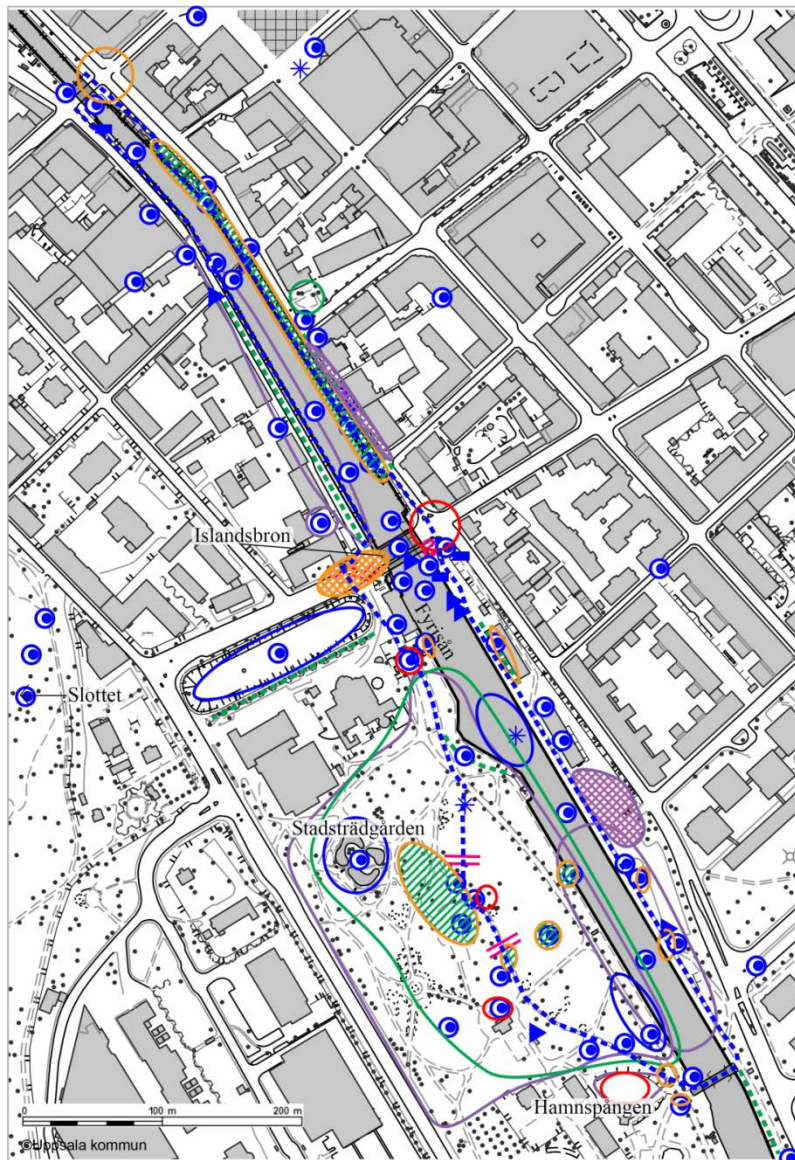 Islandsbron
Fyrisån
Slottet
Stadsträdgården
Hamnspången
0 100 m 200 m
©Uppsala kommun